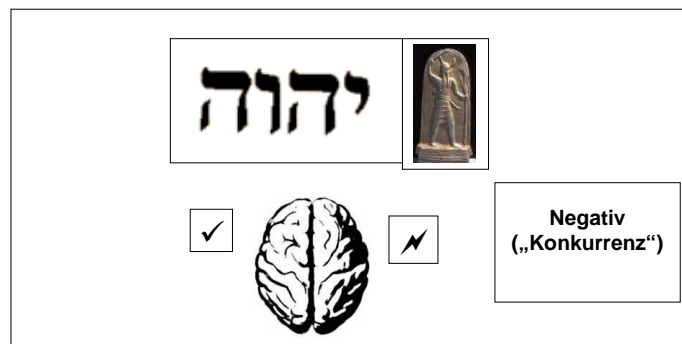 יהוה
Negativ
(„Konkurrenz“)